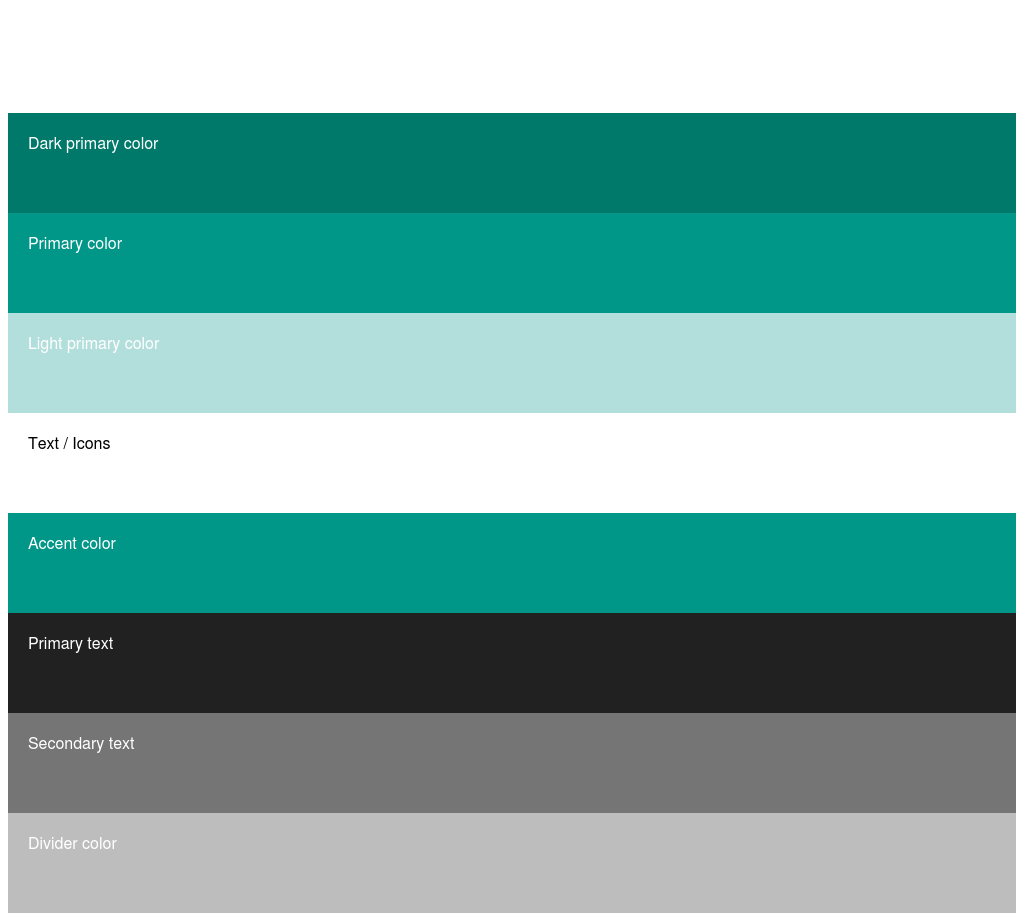 Dark primary color
Primary color
Light primary color
Text / Icons
Accent color
Primary text
Secondary text
Divider color